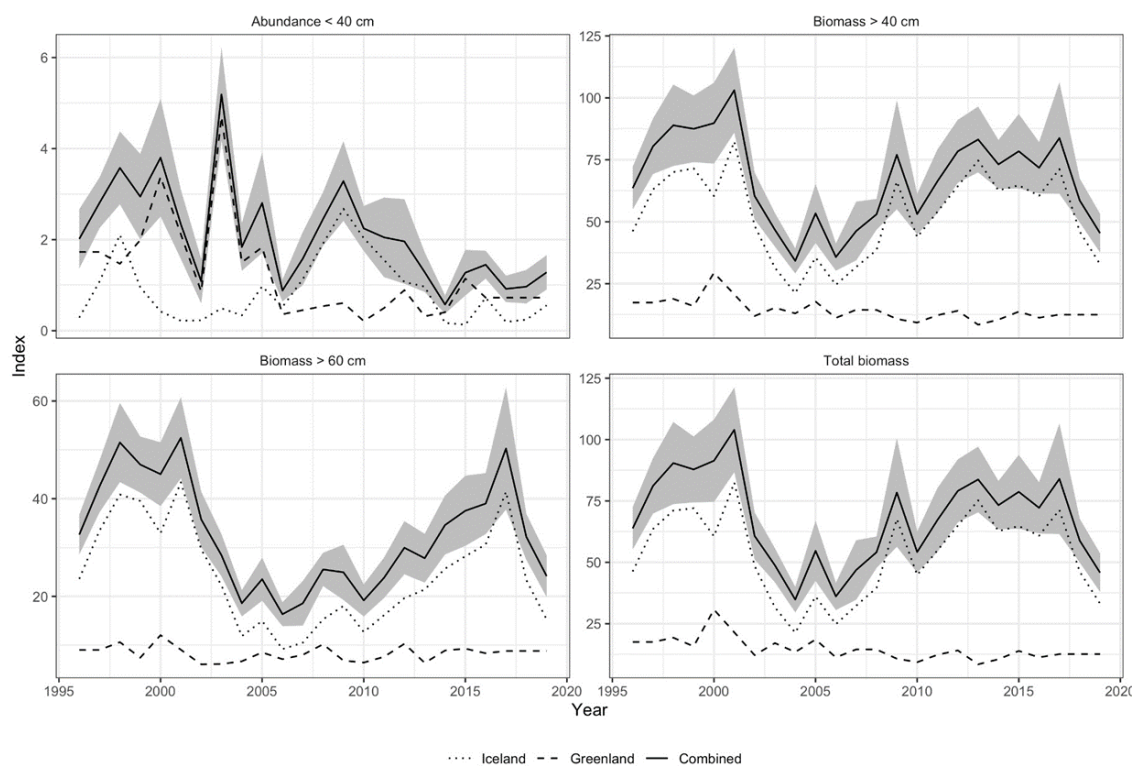 Abundance < 40 cm
Biomass > 40 cm
6
4
2
0
125
100
75
50
25
Index
Biomass > 60 cm
Total biomass
60
40
20
125
100
75
50
25
1995 2000 2005 2010 2015 2020
1995 2000 2005 2010 2015
Year
Iceland Greenland Combined